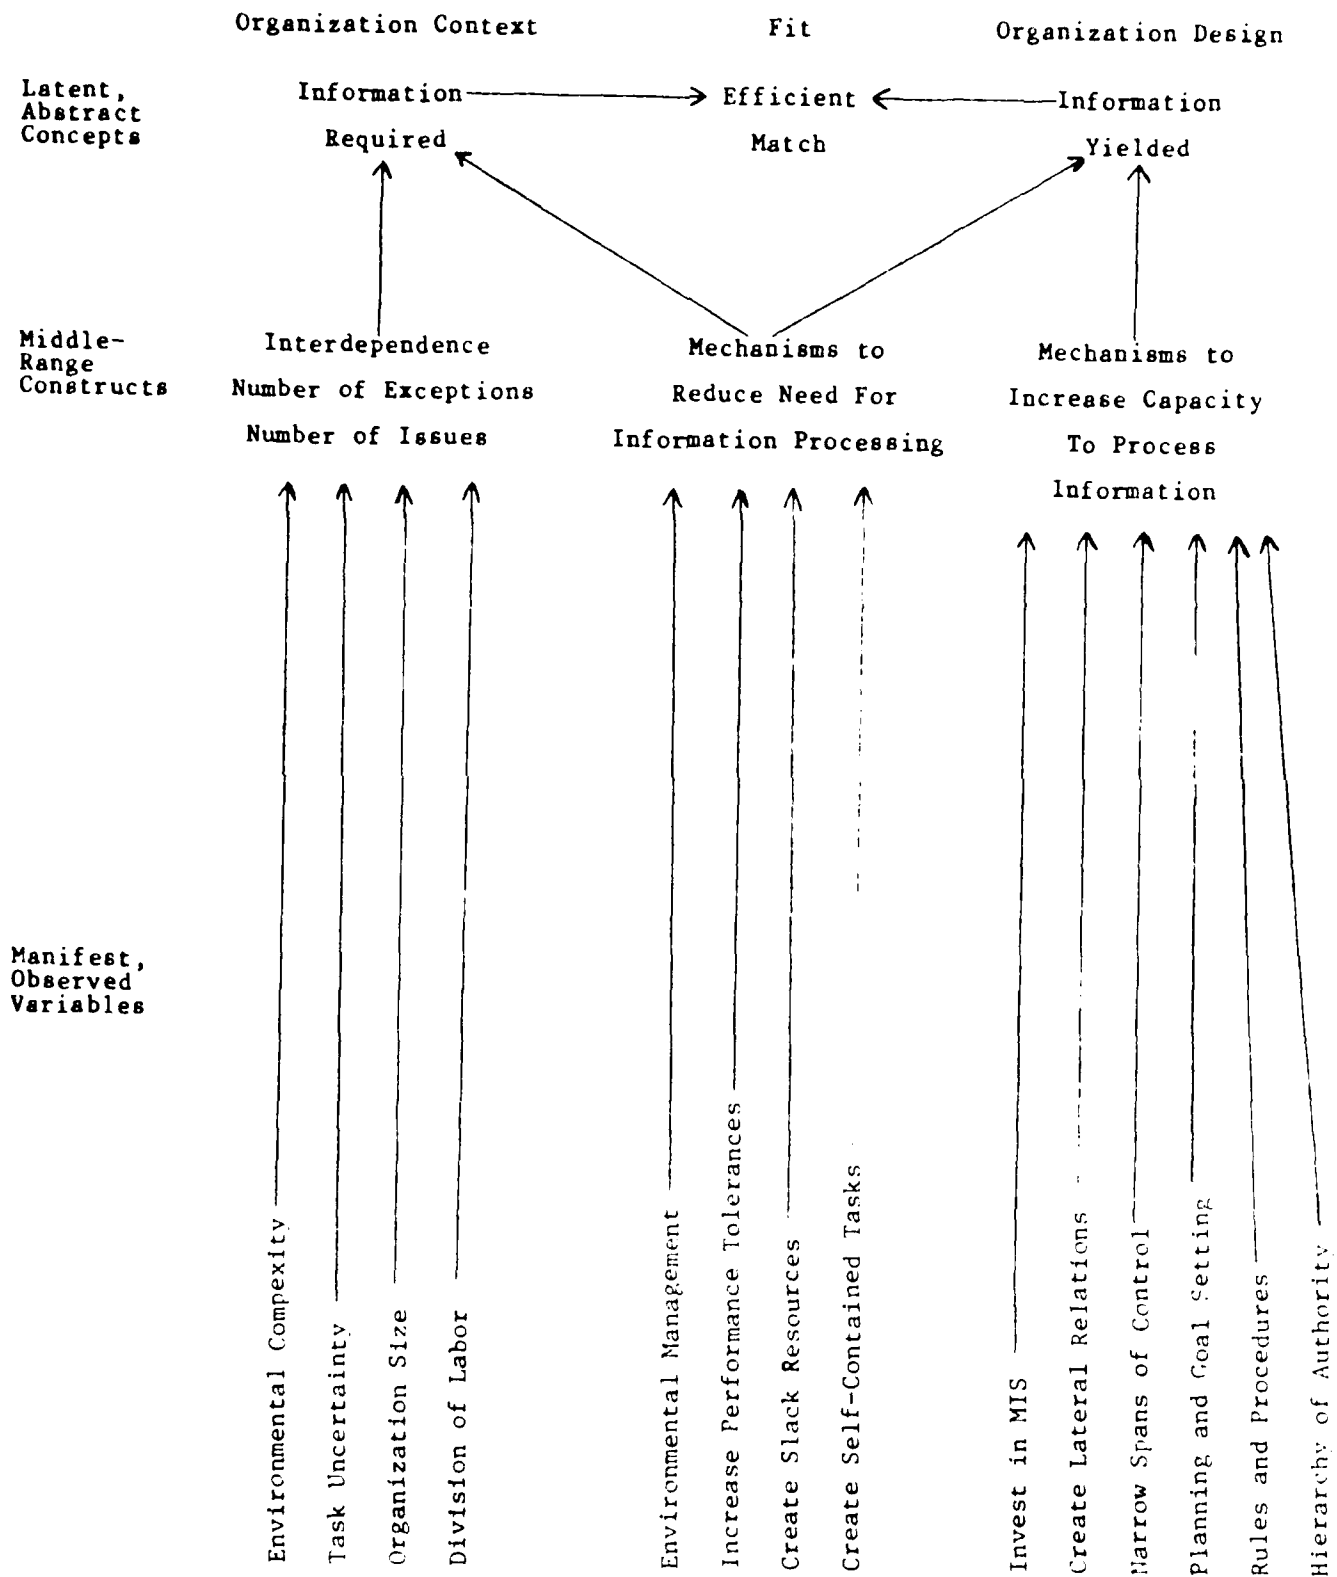 Organization Context
Fit
Organization Design
Latent,
Abstract
Concepts
Information
Required
Efficient
Match
Information
Yielded
Middle-
Range
Constructs
Interdependence
Number of Exceptions
Number of Issues
Mechanisms to
Reduce Need For
Information Processing
Mechanisms to
Increase Capacity
To Process
Information
Manifest,
Observed
Variables
Environmental Compexity
Task Uncertainty
Organization Size
Division of Labor
Environmental Management
Increase Performance Tolerances
Create Slack Resources
Create Self-Contained Tasks
Invest in MIS
Create Lateral Relations
Narrow Spans of Control
Planning and Goal Setting
Rules and Procedures
Hierarchy of Authority